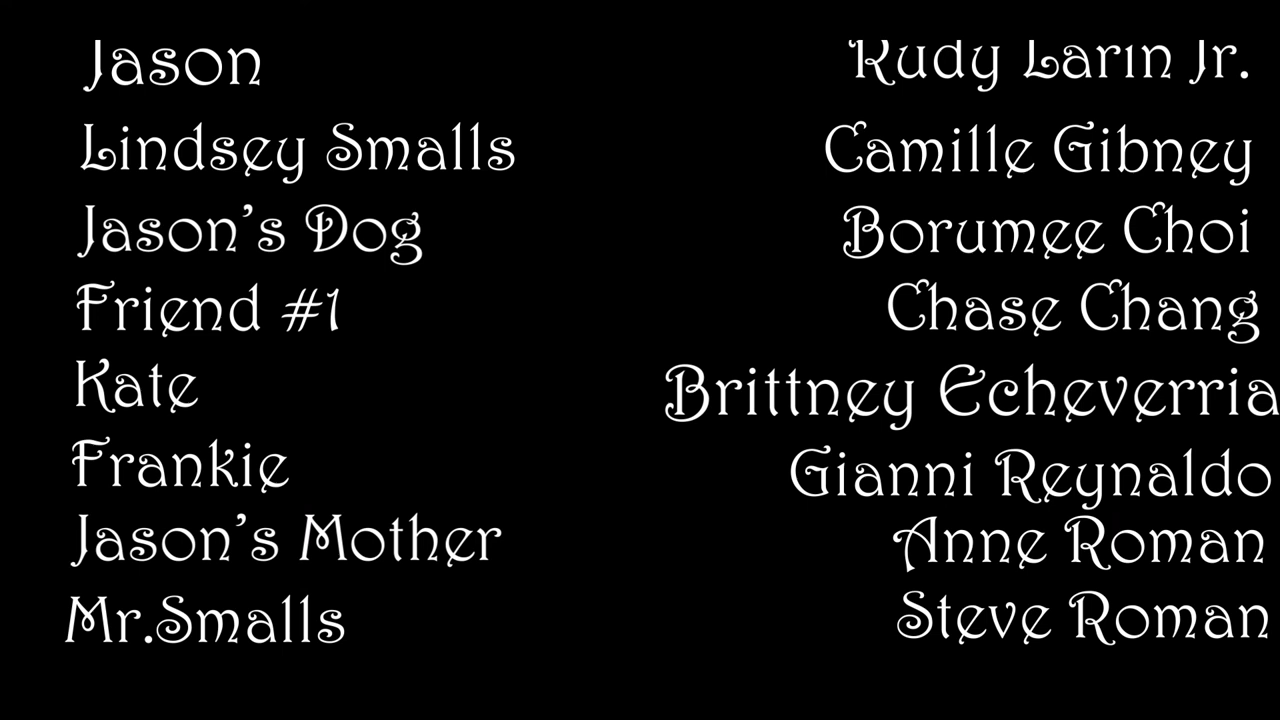 Jason Rudy Larin Jr.
Lindsey Smalls Camille Gibney
Jason's Dog Borumee Choi
Friend #1 Chase Chang
Kate Brittney Echeverria
Frankie Gianni Reynaldo
Jason's Mother Anne Roman
Mr.Smalls Steve Roman